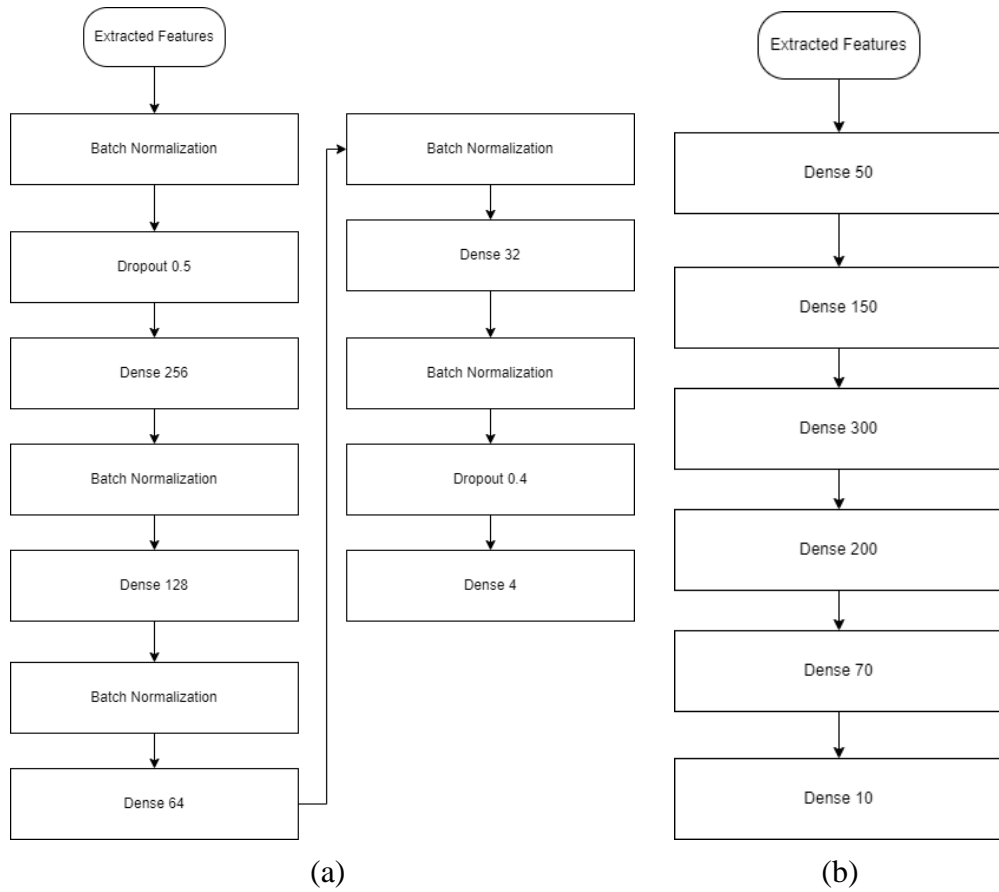 Extracted Features
Batch Normalization
Dropout 0.5
Dense 256
Batch Normalization
Dense 128
Batch Normalization
Dense 64
Batch Normalization
Dense 32
Batch Normalization
Dropout 0.4
Dense 4
(a)
Extracted Features
Dense 50
Dense 150
Dense 300
Dense 200
Dense 70
Dense 10
(b)